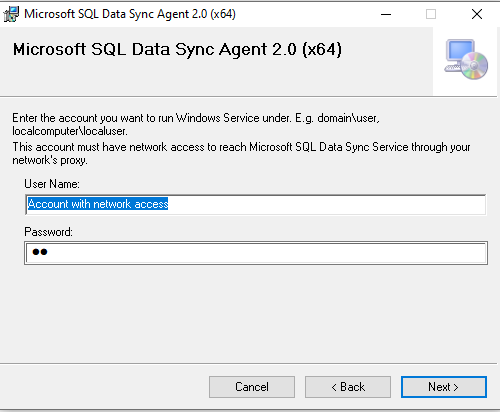 Microsoft SQL Data Sync Agent 2.0 (x64)
Microsoft SQL Data Sync Agent 2.0 (x64)
Enter the account you want to run Windows Service under. E.g. domain\user,
localcomputer\localuser.
This account must have network access to reach Microsoft SQL Data Sync Service through your
network's proxy.
User Name:
Account with network access
Password:
●●
Cancel
< Back
Next >